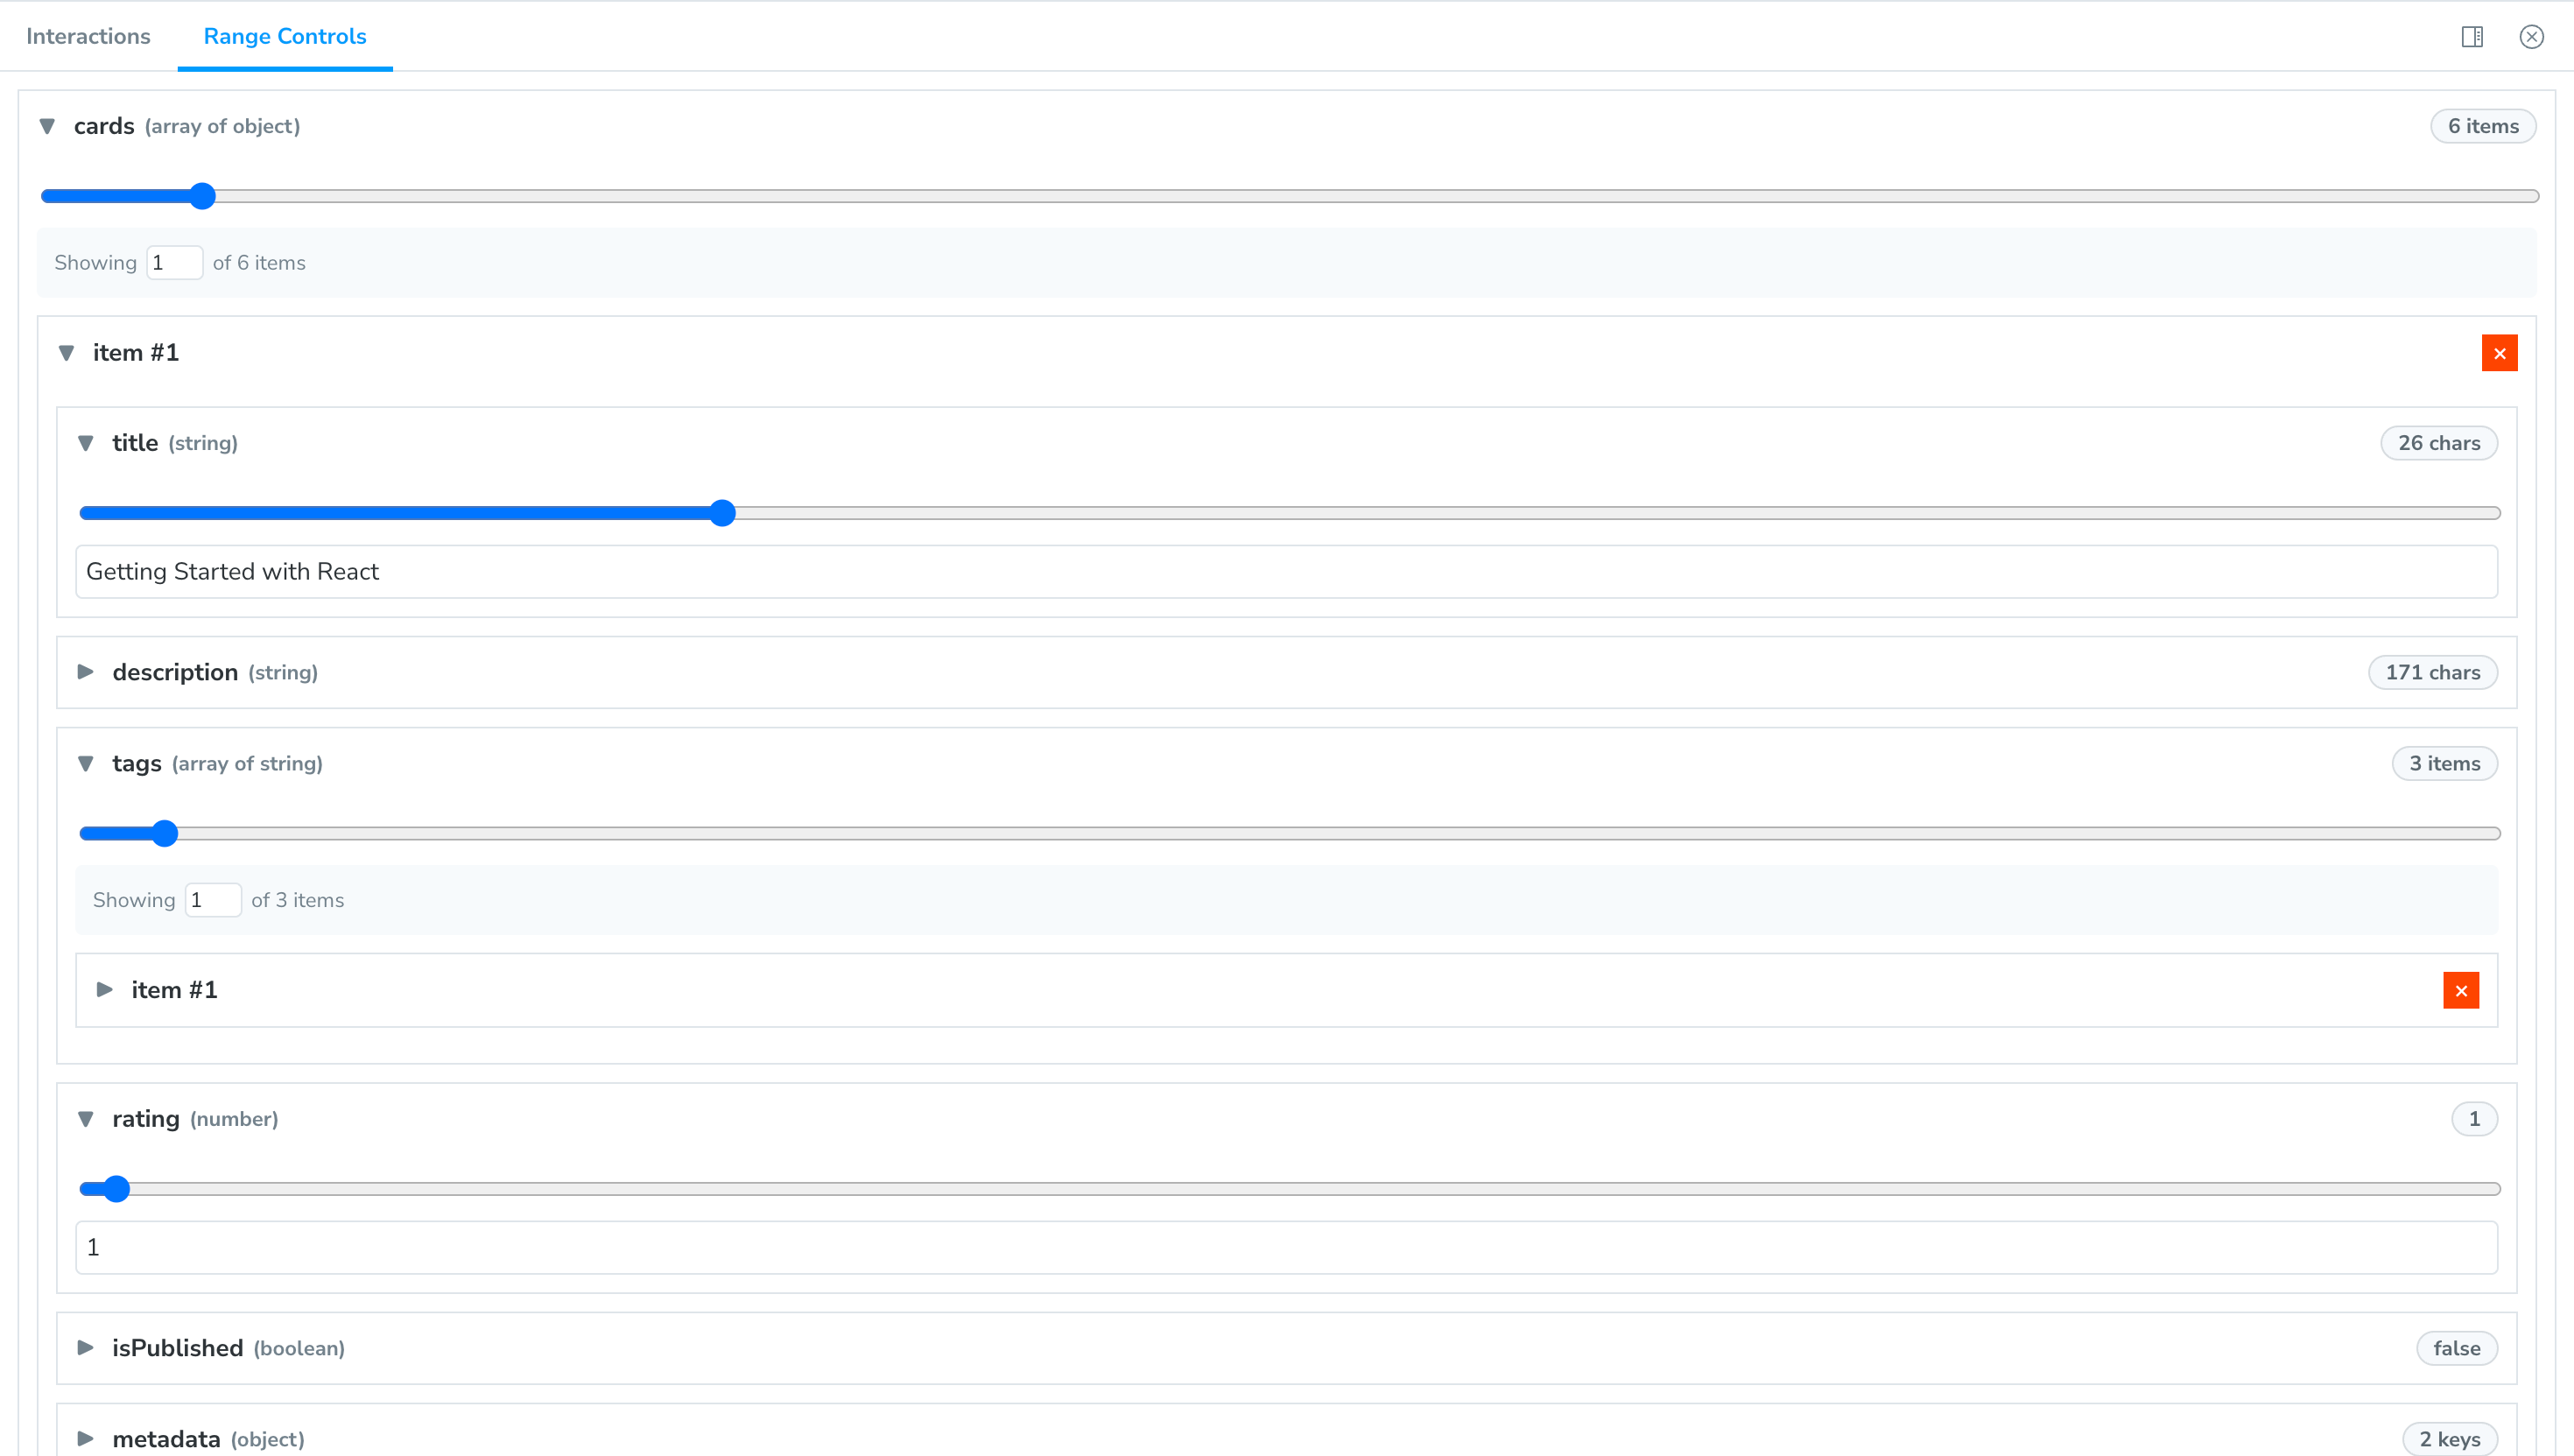 Interactions Range Controls
cards (array of object) 6 items
Showing 1 of 6 items
item #1 ×
title (string) 26 chars
Getting Started with React
description (string) 171 chars
tags (array of string) 3 items
Showing 1 of 3 items
item #1 ×
rating (number) 1
1
isPublished (boolean) false
metadata (object) 2 keys